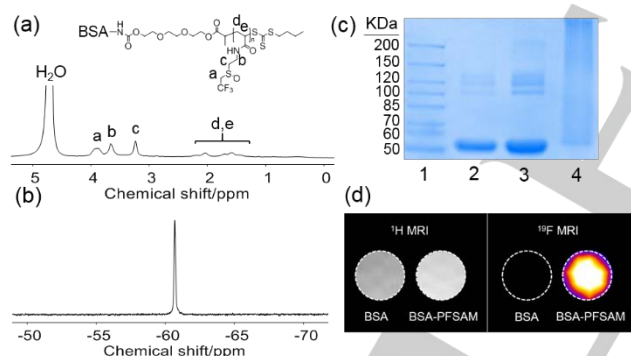 (a)
BSA
d
e
n
c
b
a
H₂O
a
b
c
d,e
5 4 3 2 1 0
Chemical shift/ppm
(b)
-50 -55 -60 -65 -70
Chemical shift/ppm
(c)
KDa
200
150
120
100
85
70
60
50
1 2 3 4
(d)
¹H MRI
BSA BSA-PFSAM
¹⁹F MRI
BSA BSA-PFSAM